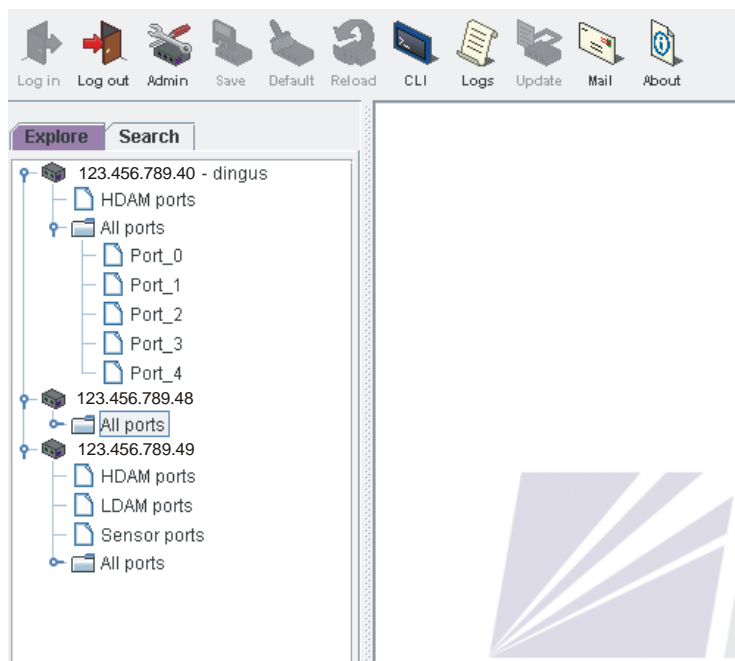 Log in Log out Admin Save Default Reload CLI Logs Update Mail About
Explore Search
123.456.789.40 - dingus
HDAM ports
All ports
Port_0
Port_1
Port_2
Port_3
Port_4
123.456.789.48
All ports
123.456.789.49
HDAM ports
LDAM ports
Sensor ports
All ports